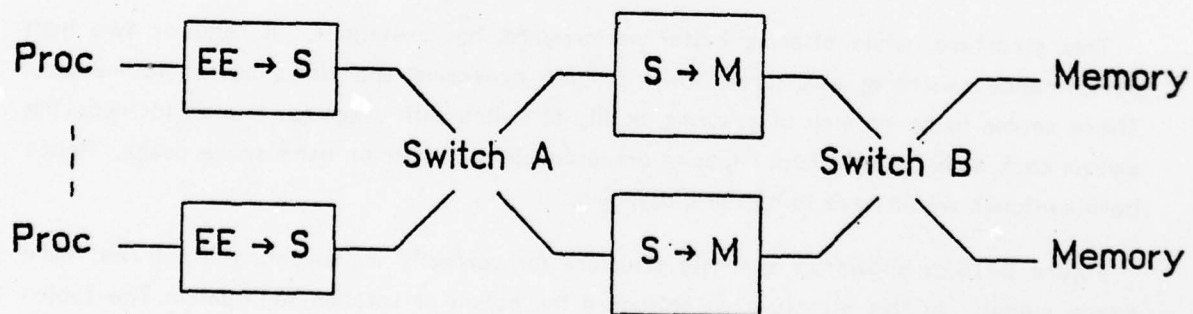 Proc EE → S S → M Memory
Switch A Switch B
Proc EE → S S → M Memory